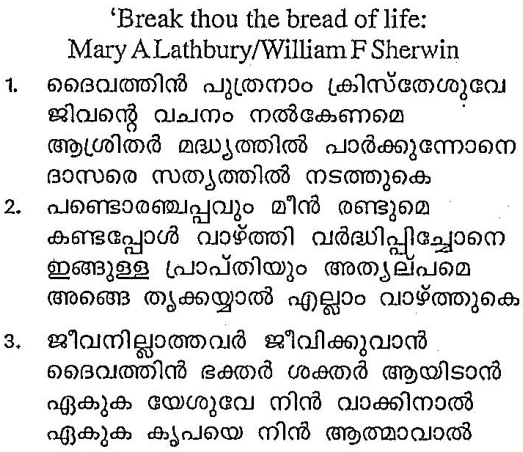 ‘Break thou the bread of life:
Mary A Lathbury/William F Sherwin
1. ദൈവത്തിൻ പുത്രനാം ക്രിസ്തേശുവേ
ജിവന്റെ വചനം നൽകേണമെ
ആശ്രിതർ മദ്ധ്യത്തിൽ പാർക്കുന്നോനെ
ദാസരെ സത്യത്തിൽ നടത്തുകെ
2. പണ്ടൊരഞ്ചപ്പവും മീൻ രണ്ടുമെ
കണ്ടപ്പോൾ വാഴ്ത്തി വർദ്ധിപ്പിച്ചോനെ
ഇങ്ങുള്ള പ്രാപ്തിയും അത്യല്പമെ
അങ്ങെ തൃക്കയ്യാൽ എല്ലാം വാഴ്ത്തുകെ
3. ജീവനില്ലാത്തവർ ജീവിക്കുവാൻ
ദൈവത്തിൻ ഭക്തർ ശക്തർ ആയിടാൻ
ഏകുക യേശുവേ നിൻ വാക്കിനാൽ
ഏകുക കൃപയെ നിൻ ആത്മാവാൽ